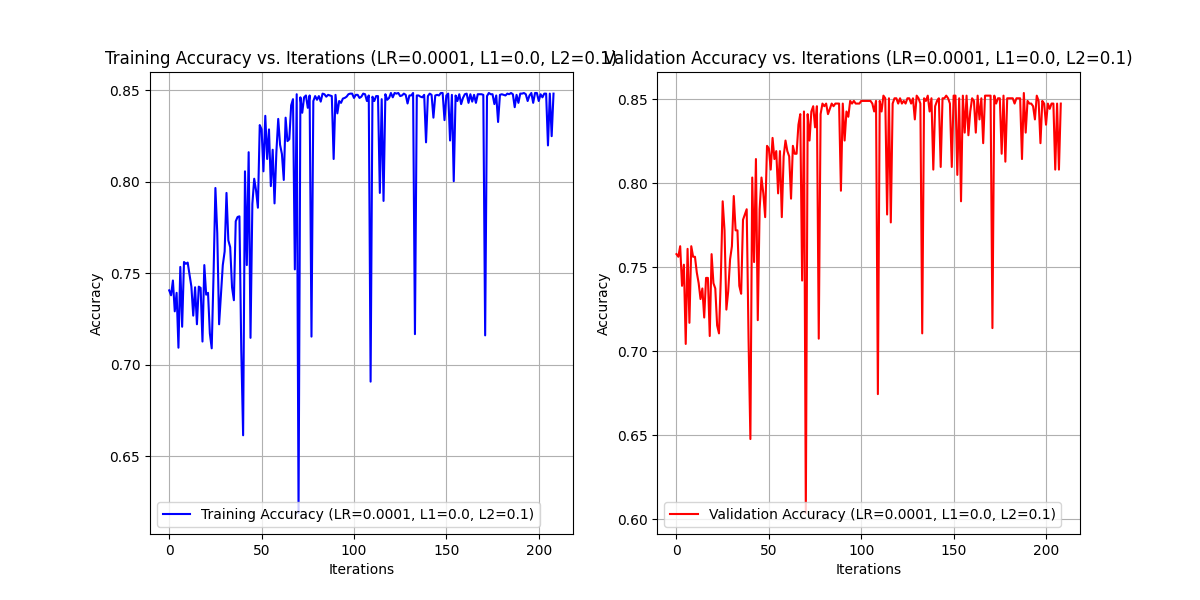 Training Accuracy vs. Iterations (LR=0.0001, L1=0.0, L2=0.1)
Accuracy
0.85
0.80
0.75
0.70
0.65
Training Accuracy (LR=0.0001, L1=0.0, L2=0.1)
0 50 100 150 200
Iterations
Validation Accuracy vs. Iterations (LR=0.0001, L1=0.0, L2=0.1)
Accuracy
0.85
0.80
0.75
0.70
0.65
0.60
Validation Accuracy (LR=0.0001, L1=0.0, L2=0.1)
0 50 100 150 200
Iterations